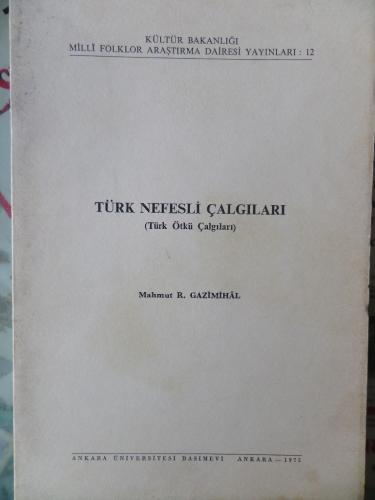 KÜLTÜR BAKANLIĞI
MİLLÎ FOLKLOR ARAŞTIRMA DAİRESİ YAYINLARI : 12
TÜRK NEFESLİ ÇALGILARI
(Türk Ötkü Çalgıları)
Mahmut R. GAZİMİHÂL
ANKARA ÜNİVERSİTESİ BASIMEVİ ANKARA — 1975